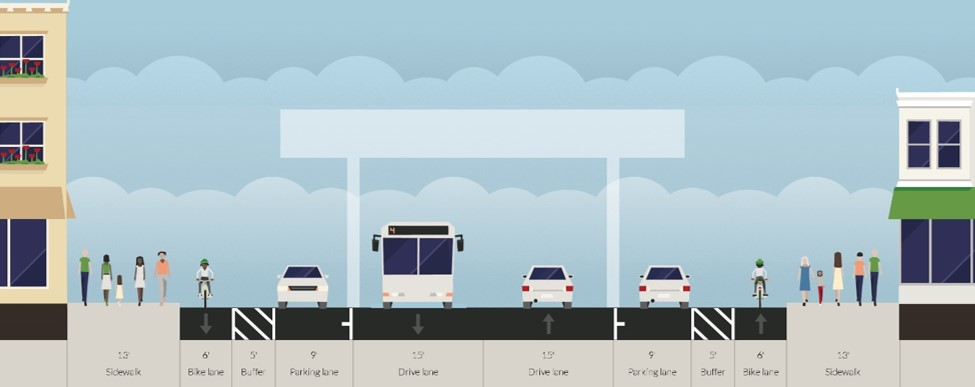 4
13' 6' 5' 9' 15' 15' 9' 5' 6' 13'
Sidewalk Bike lane Buffer Parking lane Drive lane Drive lane Parking lane Buffer Bike lane Sidewalk